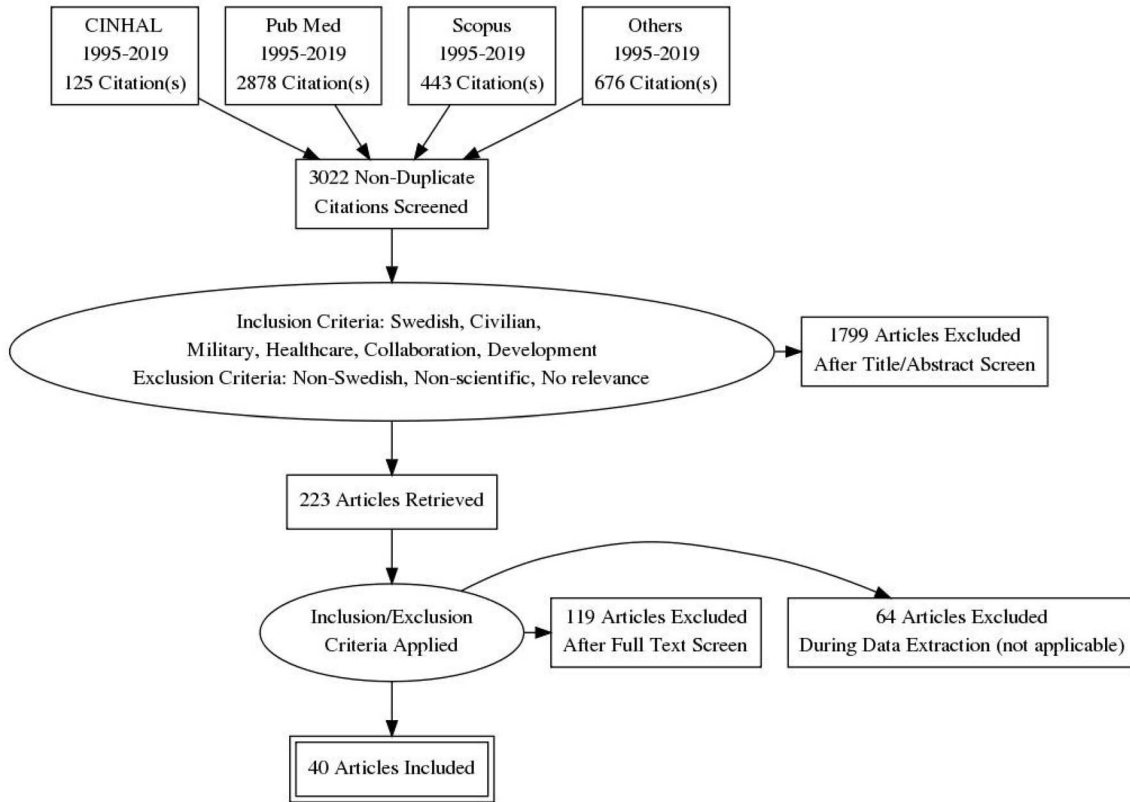 CINHAL
1995-2019
125 Citation(s)
Pub Med
1995-2019
2878 Citation(s)
Scopus
1995-2019
443 Citation(s)
Others
1995-2019
676 Citation(s)
3022 Non-Duplicate
Citations Screened
Inclusion Criteria: Swedish, Civilian,
Military, Healthcare, Collaboration, Development
Exclusion Criteria: Non-Swedish, Non-scientific, No relevance
1799 Articles Excluded
After Title/Abstract Screen
223 Articles Retrieved
Inclusion/Exclusion
Criteria Applied
119 Articles Excluded
After Full Text Screen
64 Articles Excluded
During Data Extraction (not applicable)
40 Articles Included